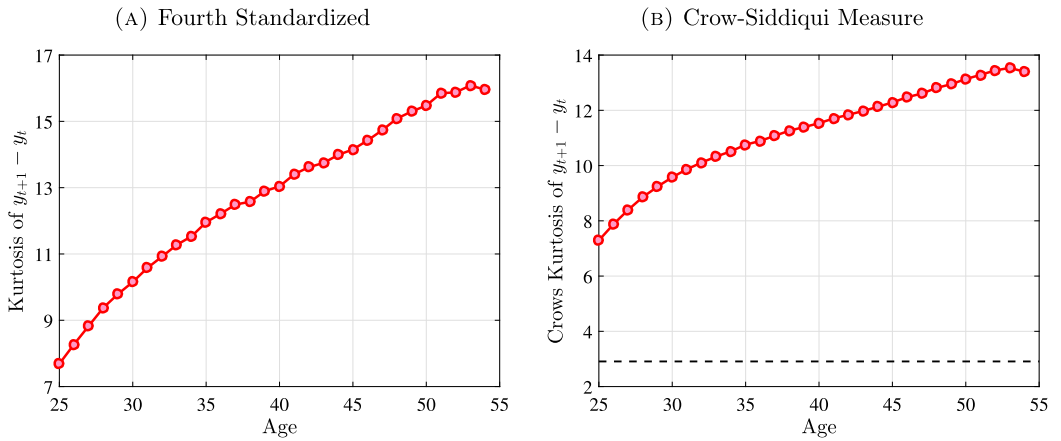 (A) Fourth Standardized
Kurtosis of y_{t+1} − y_t
17
15
13
11
9
7
25 30 35 40 45 50 55
Age
(B) Crow-Siddiqui Measure
Crows Kurtosis of y_{t+1} − y_t
14
12
10
8
6
4
2
25 30 35 40 45 50 55
Age